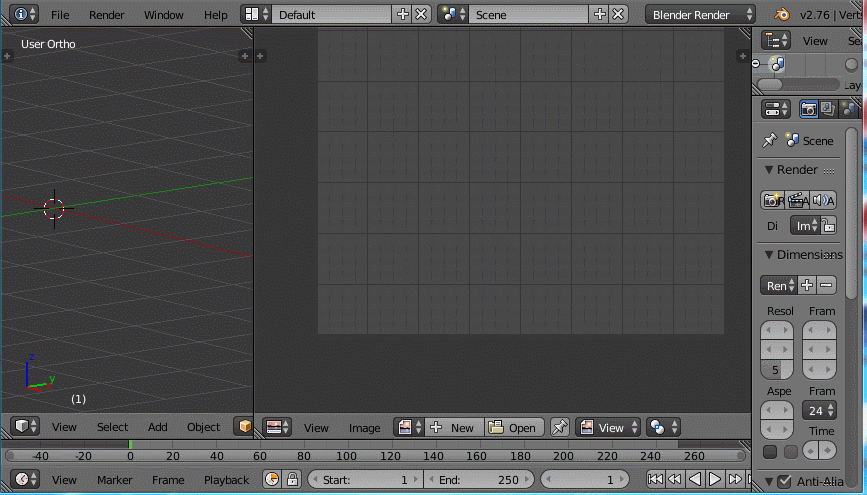 File Render Window Help Default Scene Blender Render v2.76 | Verts
User Ortho
View Se
Lay
Scene
Render
R A A
Di Im
Dimensions
Ren
Resol Fram
5
Aspe Fram
24
Time
Anti-Alia
z
y
(1)
View Select Add Object
View Image New Open View
-40 -20 0 20 40 60 80 100 120 140 160 180 200 220 240 260
View Marker Frame Playback Start: 1 End: 250 1